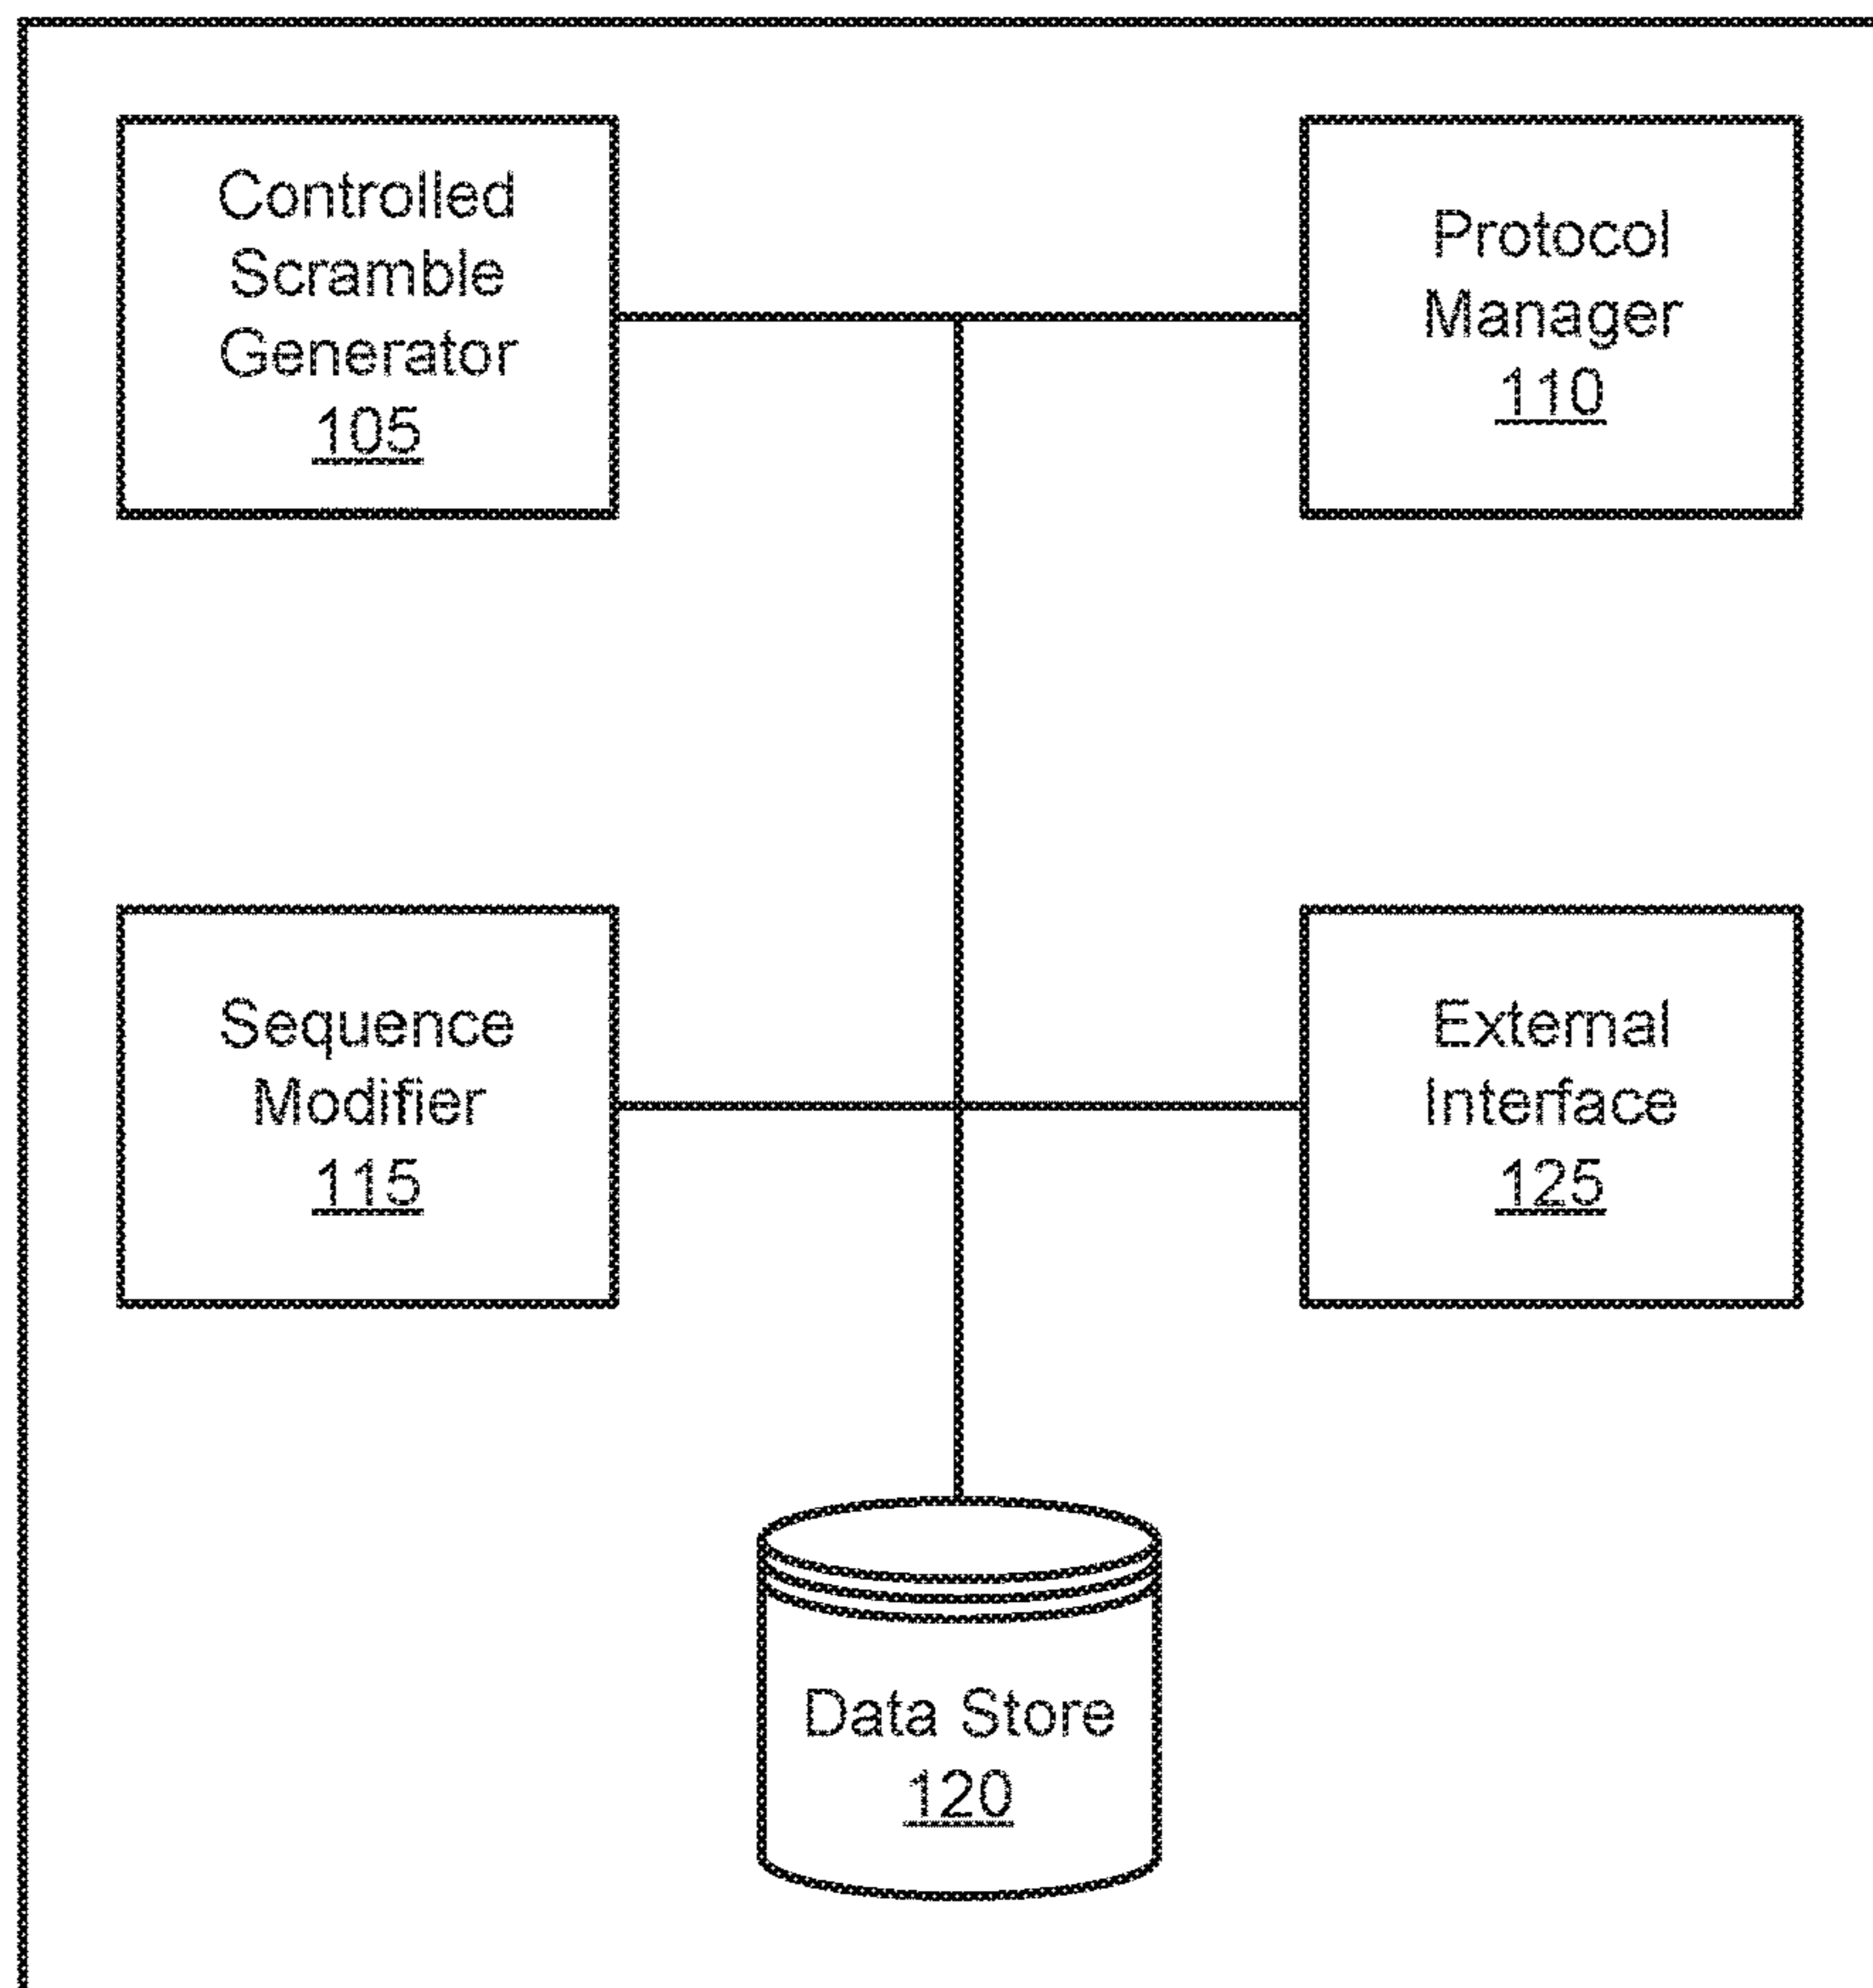 Controlled
Scramble
Generator
105
Protocol
Manager
110
Sequence
Modifier
115
External
Interface
125
Data Store
120